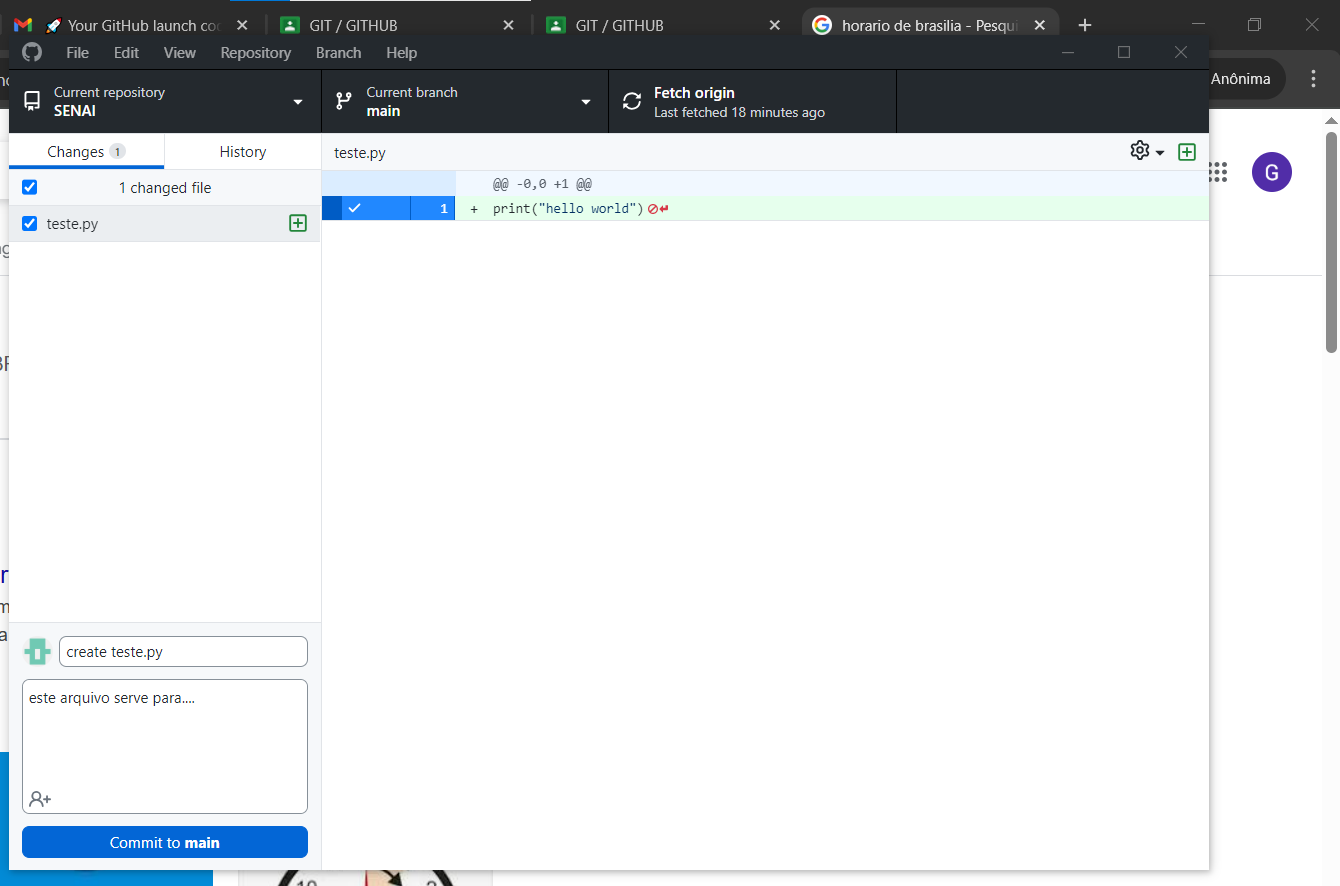 🚀 Your GitHub launch co
GIT / GITHUB
GIT / GITHUB
horario de brasilia - Pesqui
File Edit View Repository Branch Help
Anônima
Current repository
SENAI
Current branch
main
Fetch origin
Last fetched 18 minutes ago
Changes 1
History
teste.py
1 changed file
teste.py
@@ -0,0 +1 @@
1 + print("hello world")
G
create teste.py
este arquivo serve para....
Commit to main